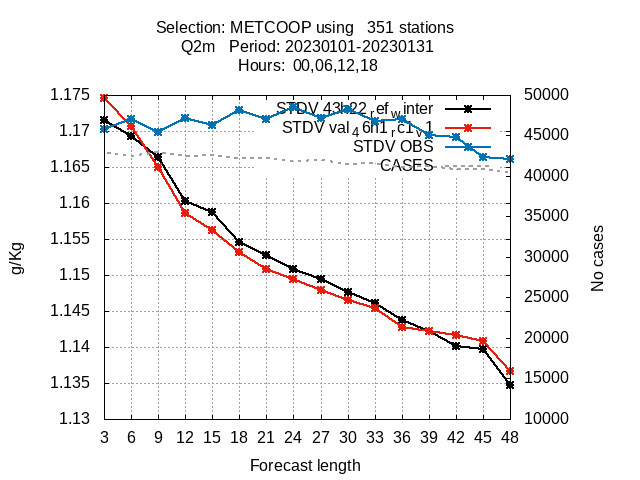 Selection: METCOOP using   351 stations
Q2m   Period: 20230101-20230131
Hours:  00,06,12,18
1.175
1.17
1.165
1.16
1.155
1.15
1.145
1.14
1.135
1.13
g/Kg
STDV 43h22_ref_winter
STDV val_46h1_rc1_v1
STDV OBS
CASES
50000
45000
40000
35000
30000
25000
20000
15000
10000
No cases
3 6 9 12 15 18 21 24 27 30 33 36 39 42 45 48
Forecast length